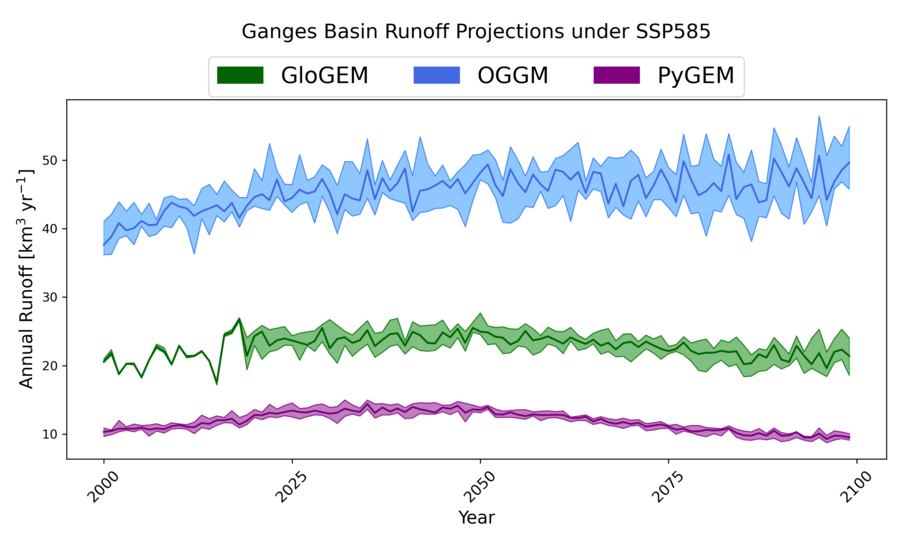 Ganges Basin Runoff Projections under SSP585
GloGEM OGGM PyGEM
Annual Runoff [km³ yr⁻¹]
50
40
30
20
10
2000 2025 2050 2075 2100
Year